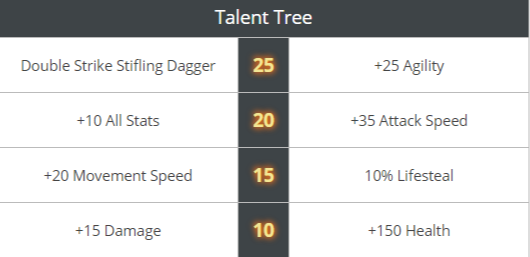 Talent Tree
Double Strike Stifling Dagger 25 +25 Agility
+10 All Stats 20 +35 Attack Speed
+20 Movement Speed 15 10% Lifesteal
+15 Damage 10 +150 Health